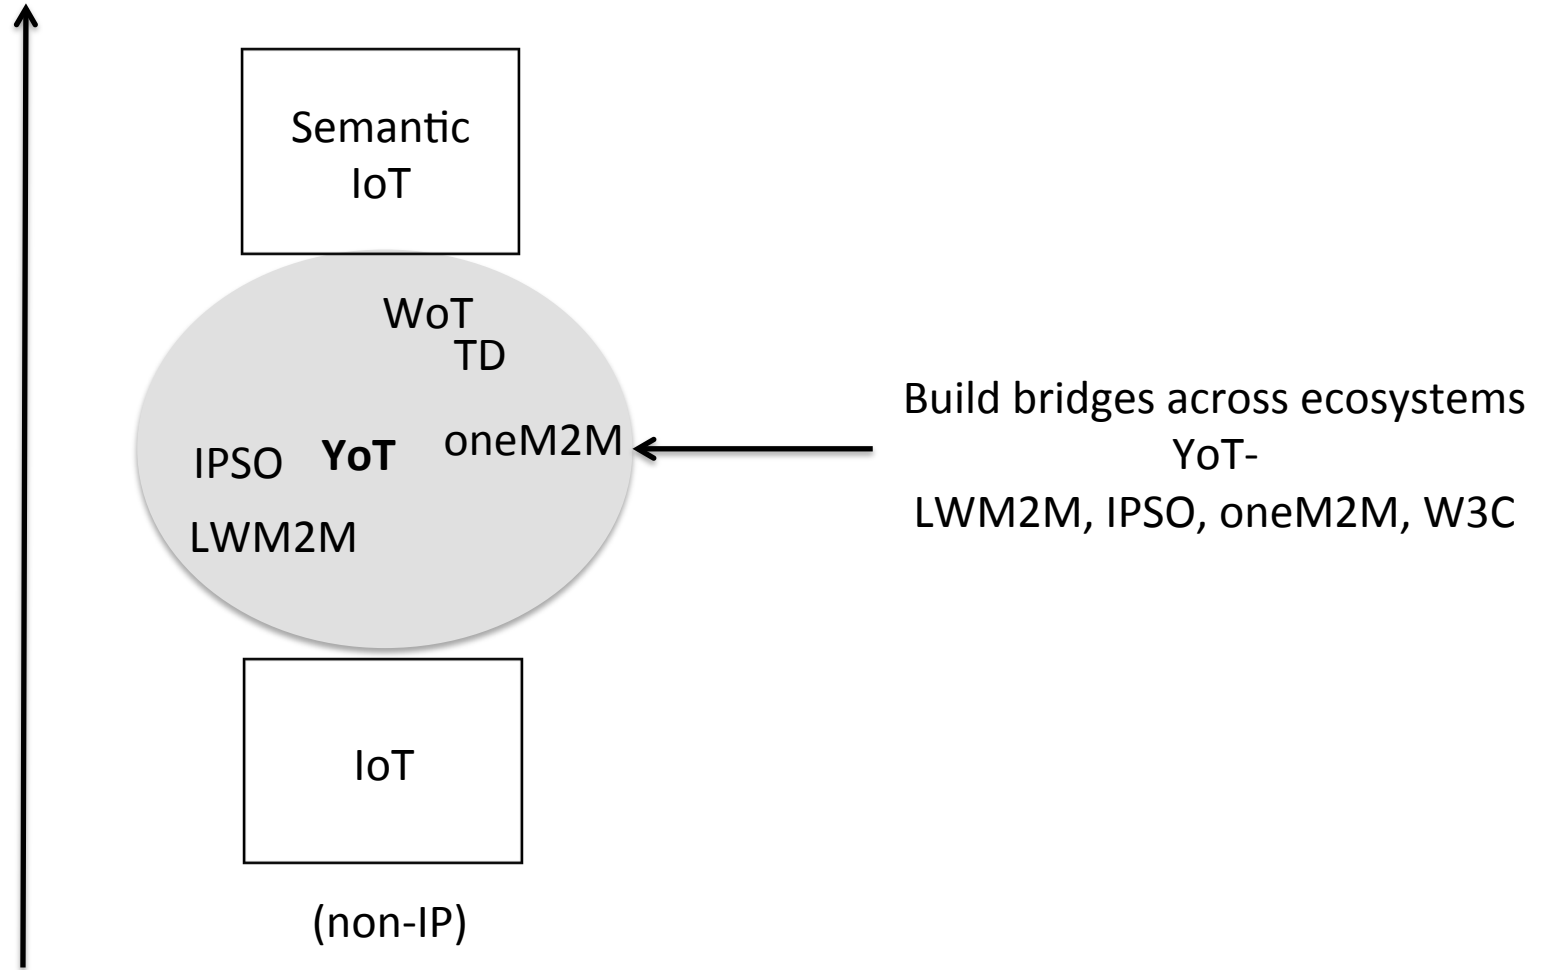 Semantic
IoT
WoT
TD
IPSO YoT oneM2M
LWM2M
Build bridges across ecosystems
YoT-
LWM2M, IPSO, oneM2M, W3C
IoT
(non-IP)